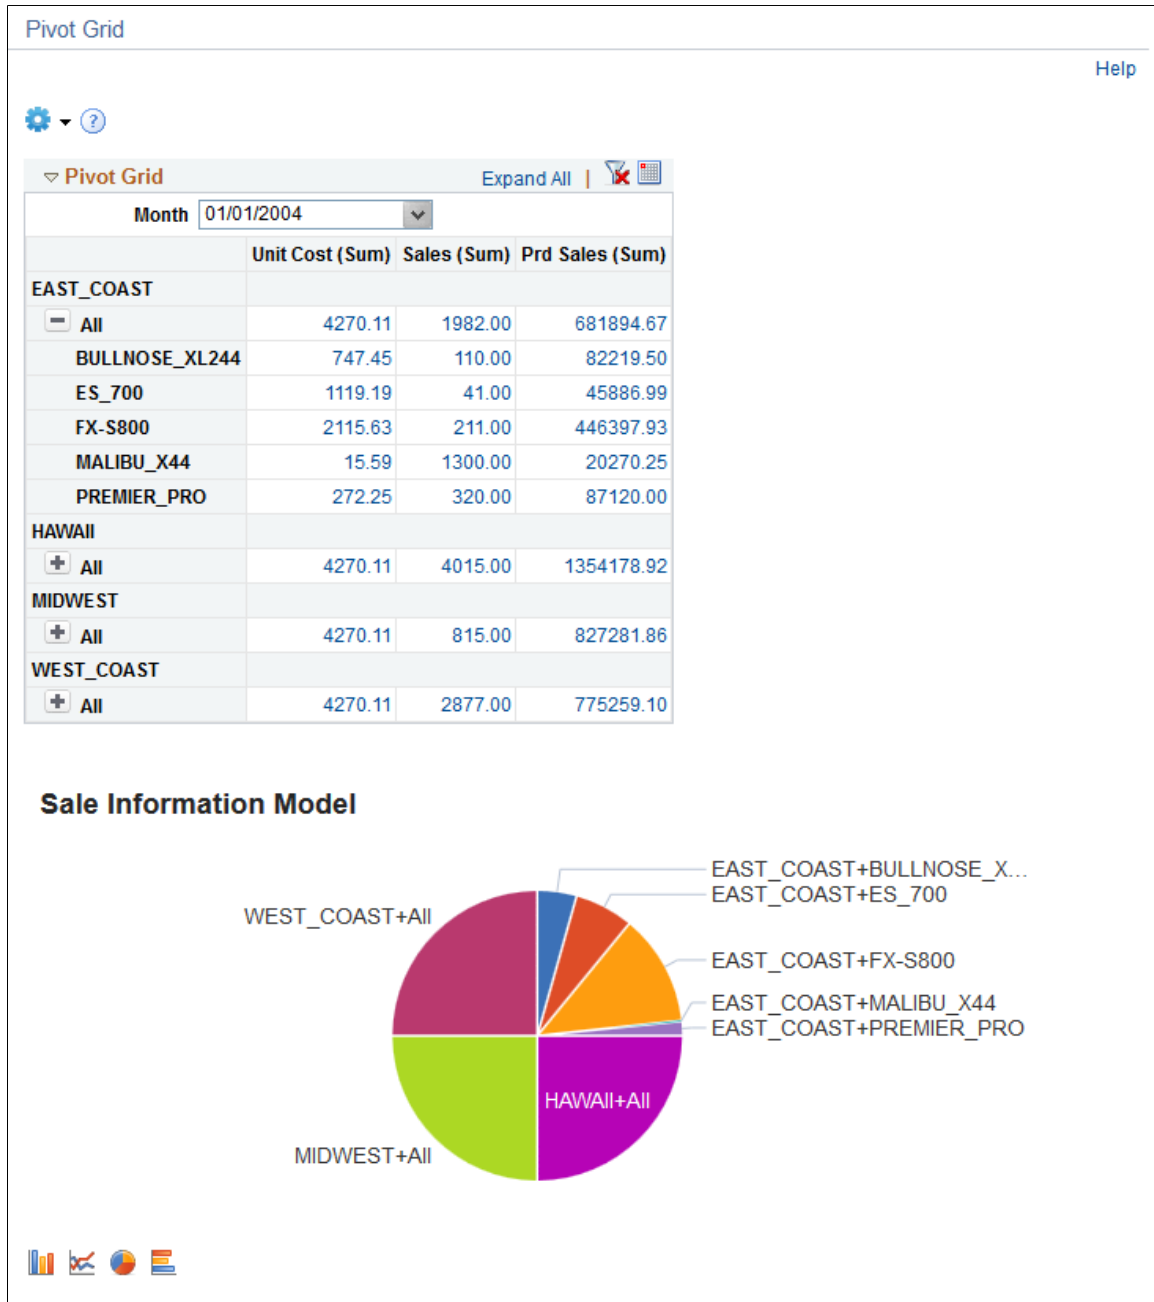 Pivot Grid
Help
?
Pivot Grid Expand All |
Month 01/01/2004
Unit Cost (Sum) Sales (Sum) Prd Sales (Sum)
EAST_COAST
All 4270.11 1982.00 681894.67
BULLNOSE_XL244 747.45 110.00 82219.50
ES_700 1119.19 41.00 45886.99
FX-S800 2115.63 211.00 446397.93
MALIBU_X44 15.59 1300.00 20270.25
PREMIER_PRO 272.25 320.00 87120.00
HAWAII
All 4270.11 4015.00 1354178.92
MIDWEST
All 4270.11 815.00 827281.86
WEST_COAST
All 4270.11 2877.00 775259.10
Sale Information Model
EAST_COAST+BULLNOSE_X...
EAST_COAST+ES_700
WEST_COAST+All
EAST_COAST+FX-S800
EAST_COAST+MALIBU_X44
EAST_COAST+PREMIER_PRO
HAWAII+All
MIDWEST+All